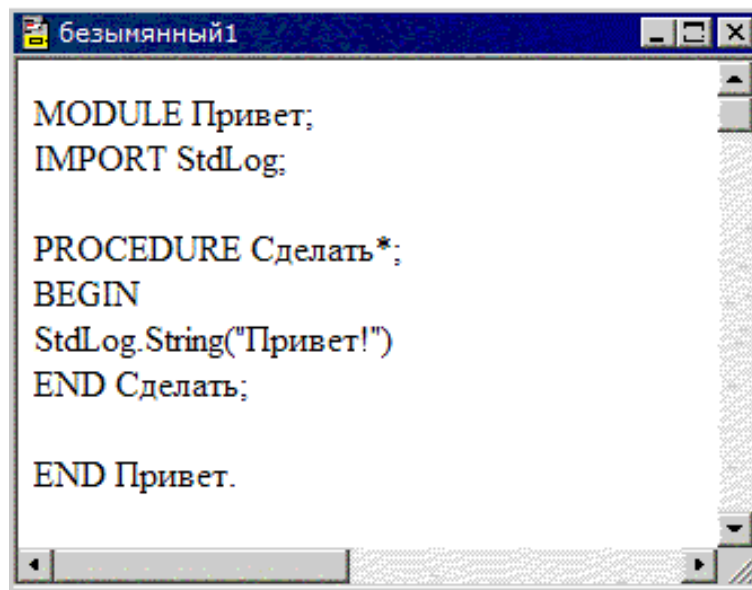 безымянный1
MODULE Привет;
IMPORT StdLog;
PROCEDURE Сделать*;
BEGIN
StdLog.String("Привет!")
END Сделать;
END Привет.